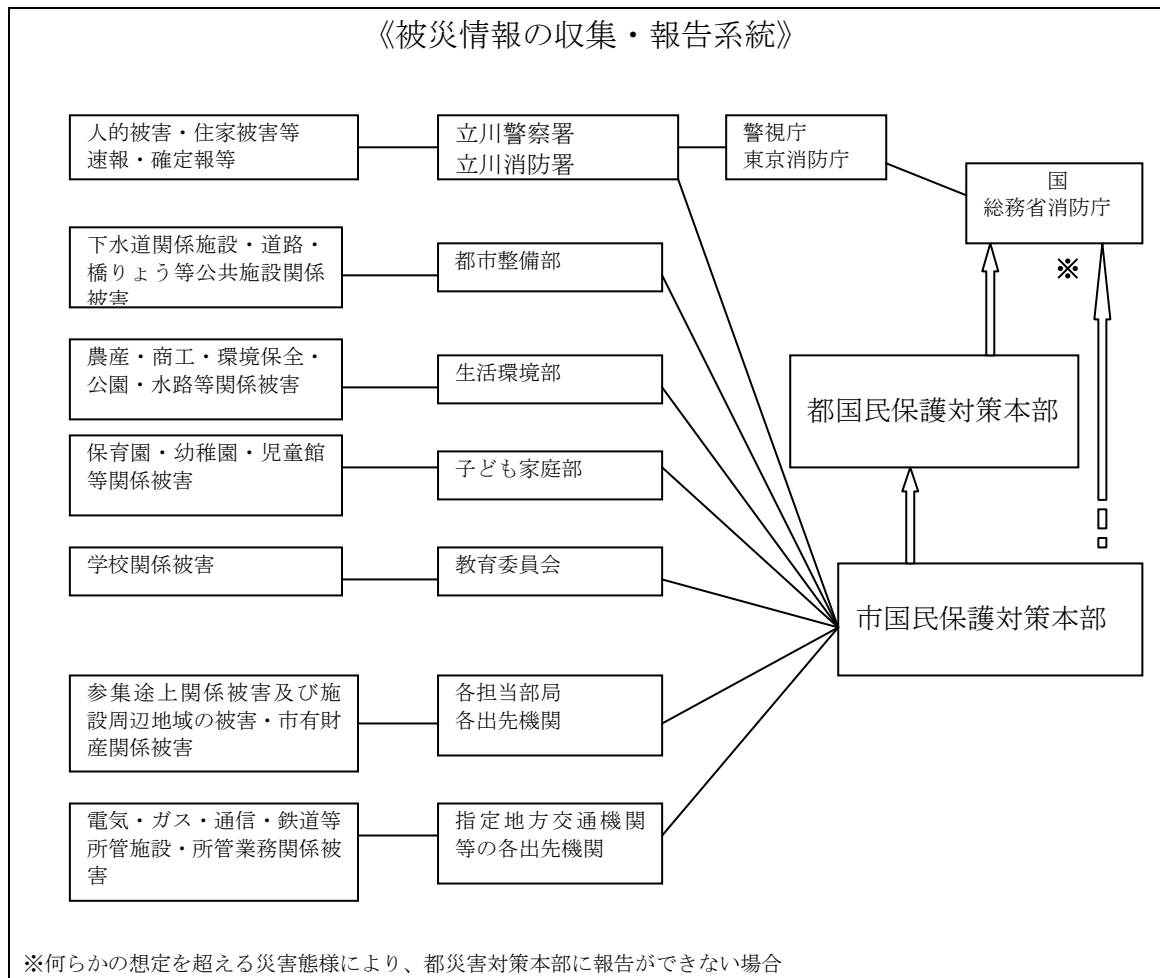 《被災情報の収集・報告系統》
人的被害・住家被害等
速報・確定報等
立川警察署
立川消防署
警視庁
東京消防庁
国
総務省消防庁
下水道関係施設・道路・
橋りょう等公共施設関係
被害
都市整備部
※
農産・商工・環境保全・
公園・水路等関係被害
生活環境部
都国民保護対策本部
保育園・幼稚園・児童館
等関係被害
子ども家庭部
学校関係被害
教育委員会
市国民保護対策本部
参集途上関係被害及び施
設周辺地域の被害・市有財
産関係被害
各担当部局
各出先機関
電気・ガス・通信・鉄道等
所管施設・所管業務関係被
害
指定地方交通機関
等の各出先機関
※何らかの想定を超える災害態様により、都災害対策本部に報告ができない場合